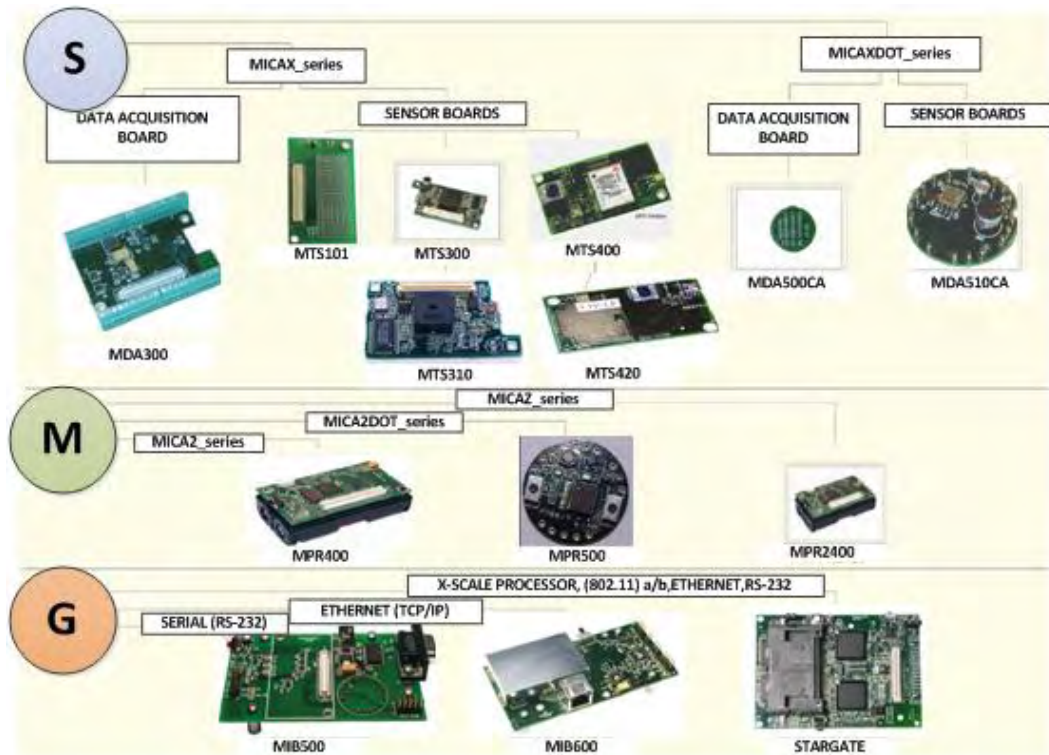 S
MICAX_series
MICAXDOT_series
DATA ACQUISITION
BOARD
SENSOR BOARDS
DATA ACQUISITION
BOARD
SENSOR BOARDS
MTS101
MTS300
MTS400
MDA500CA
MDA510CA
MDA300
MTS310
MTS420
M
MICAZ_series
MICA2DOT_series
MICA2_series
MPR400
MPR500
MPR2400
G
X-SCALE PROCESSOR, (802.11) a/b,ETHERNET,RS-232
ETHERNET (TCP/IP)
SERIAL (RS-232)
MIB500
MIB600
STARGATE